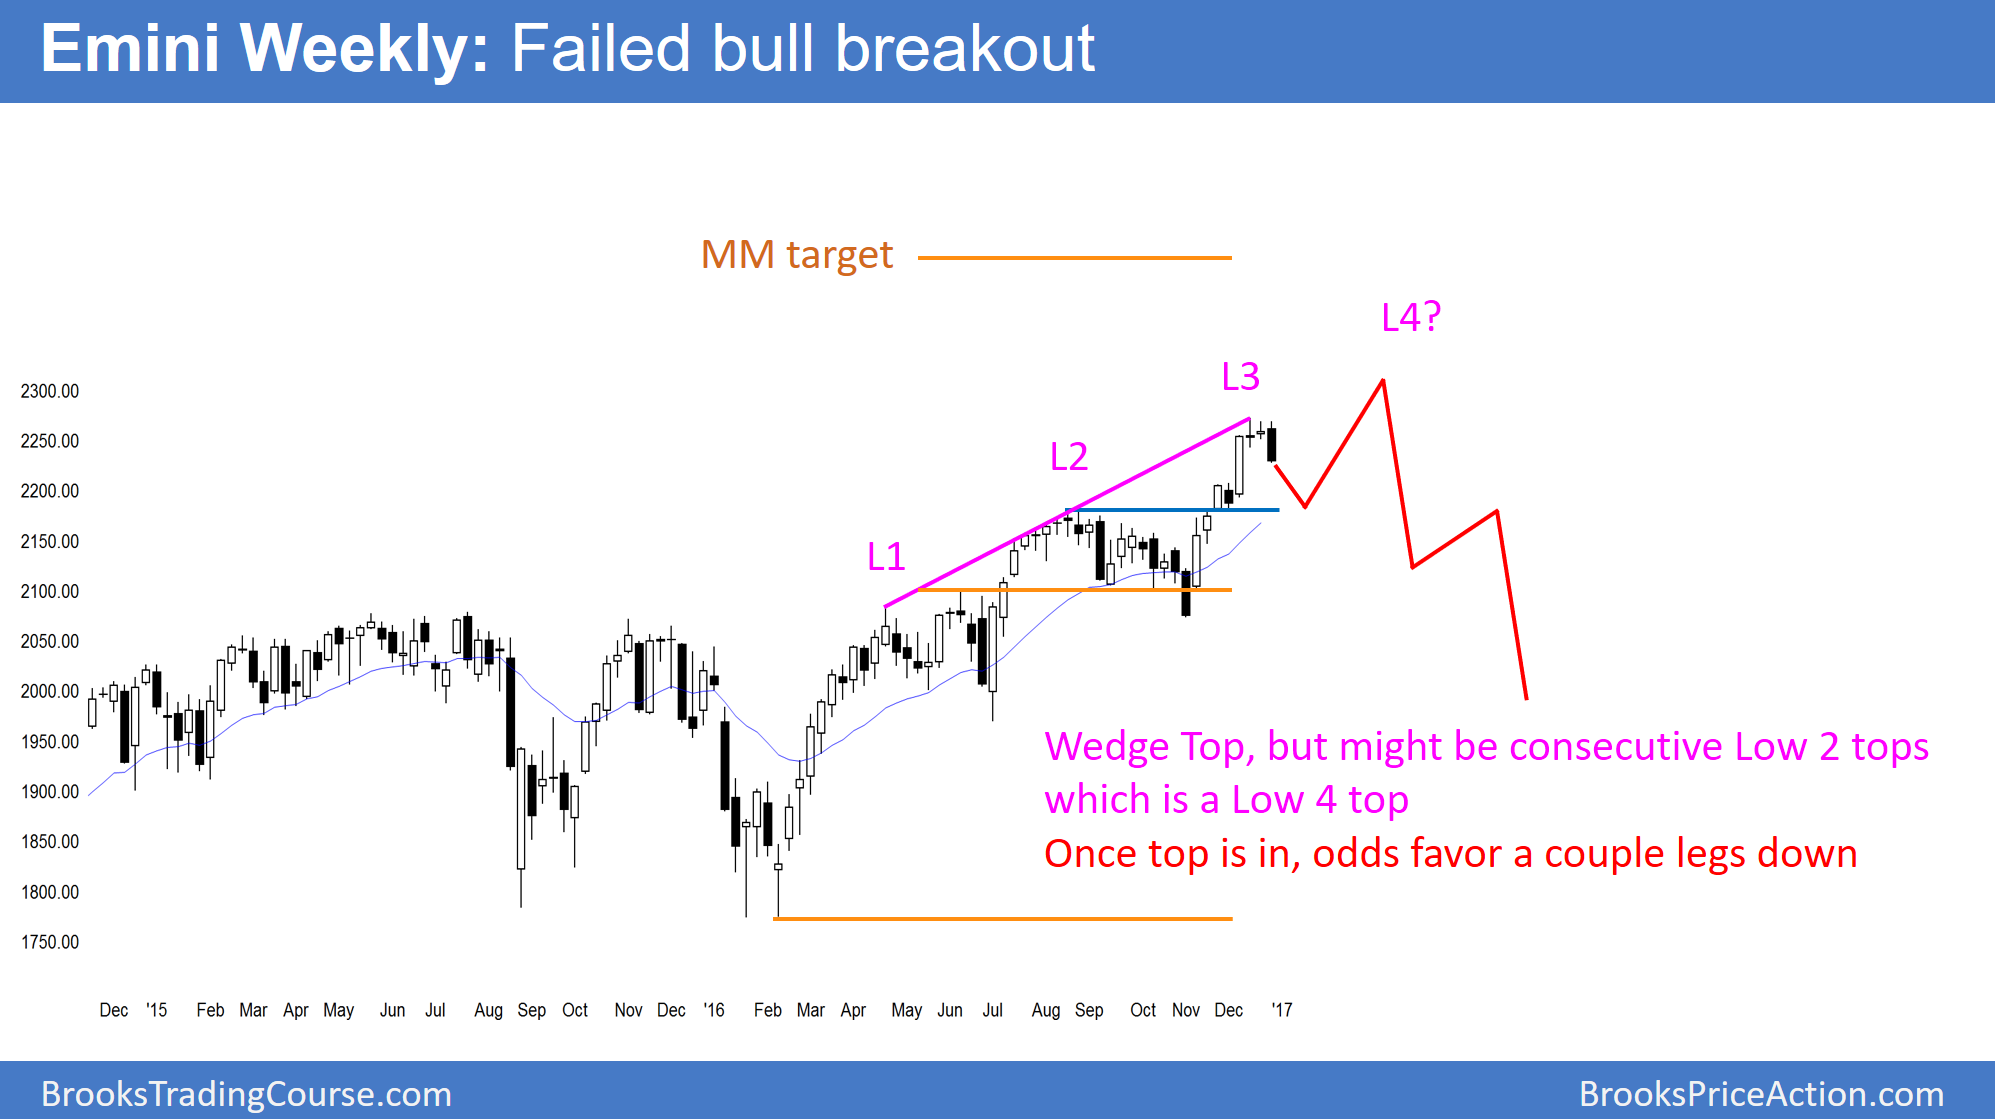 Emini Weekly: Failed bull breakout
MM target
L4?
L3
L2
L1
2300.00
2250.00
2200.00
2150.00
2100.00
2050.00
2000.00
1950.00
1900.00
1850.00
1800.00
1750.00
Wedge Top, but might be consecutive Low 2 tops
which is a Low 4 top
Once top is in, odds favor a couple legs down
Dec '15 Feb Mar Apr May Jun Jul Aug Sep Oct Nov Dec '16 Feb Mar Apr May Jun Jul Aug Sep Oct Nov Dec '17
BrooksTradingCourse.com
BrooksPriceAction.com